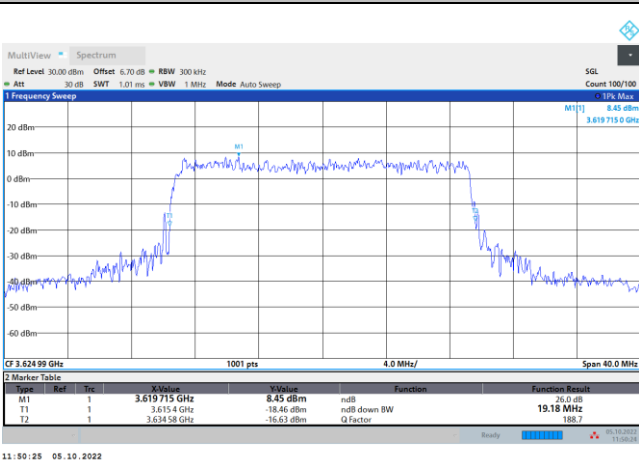 MultiView Spectrum
Ref Level 30.00 dBm Offset 6.70 dB RBW 300 kHz SGL
Att 30 dB SWT 1.01 ms VBW 1 MHz Mode Auto Sweep Count 100/100
1 Frequency Sweep 1Pk Max
M1[1] 8.45 dBm
3.619 715 0 GHz
20 dBm
M1
10 dBm
0 dBm
-10 dBm
T1
-20 dBm
-30 dBm
-40 dBm
-50 dBm
-60 dBm
CF 3.624 99 GHz 1001 pts 4.0 MHz/ Span 40.0 MHz
2 Marker Table
Type Ref Trc X-Value Y-Value Function Function Result
M1 1 3.619 715 GHz 8.45 dBm ndB 26.0 dB
T1 1 3.615 4 GHz -18.46 dBm ndB down BW 19.18 MHz
T2 1 3.634 58 GHz -16.63 dBm Q Factor 188.7
Ready 05.10.2022
11:50:24
11:50:25 05.10.2022